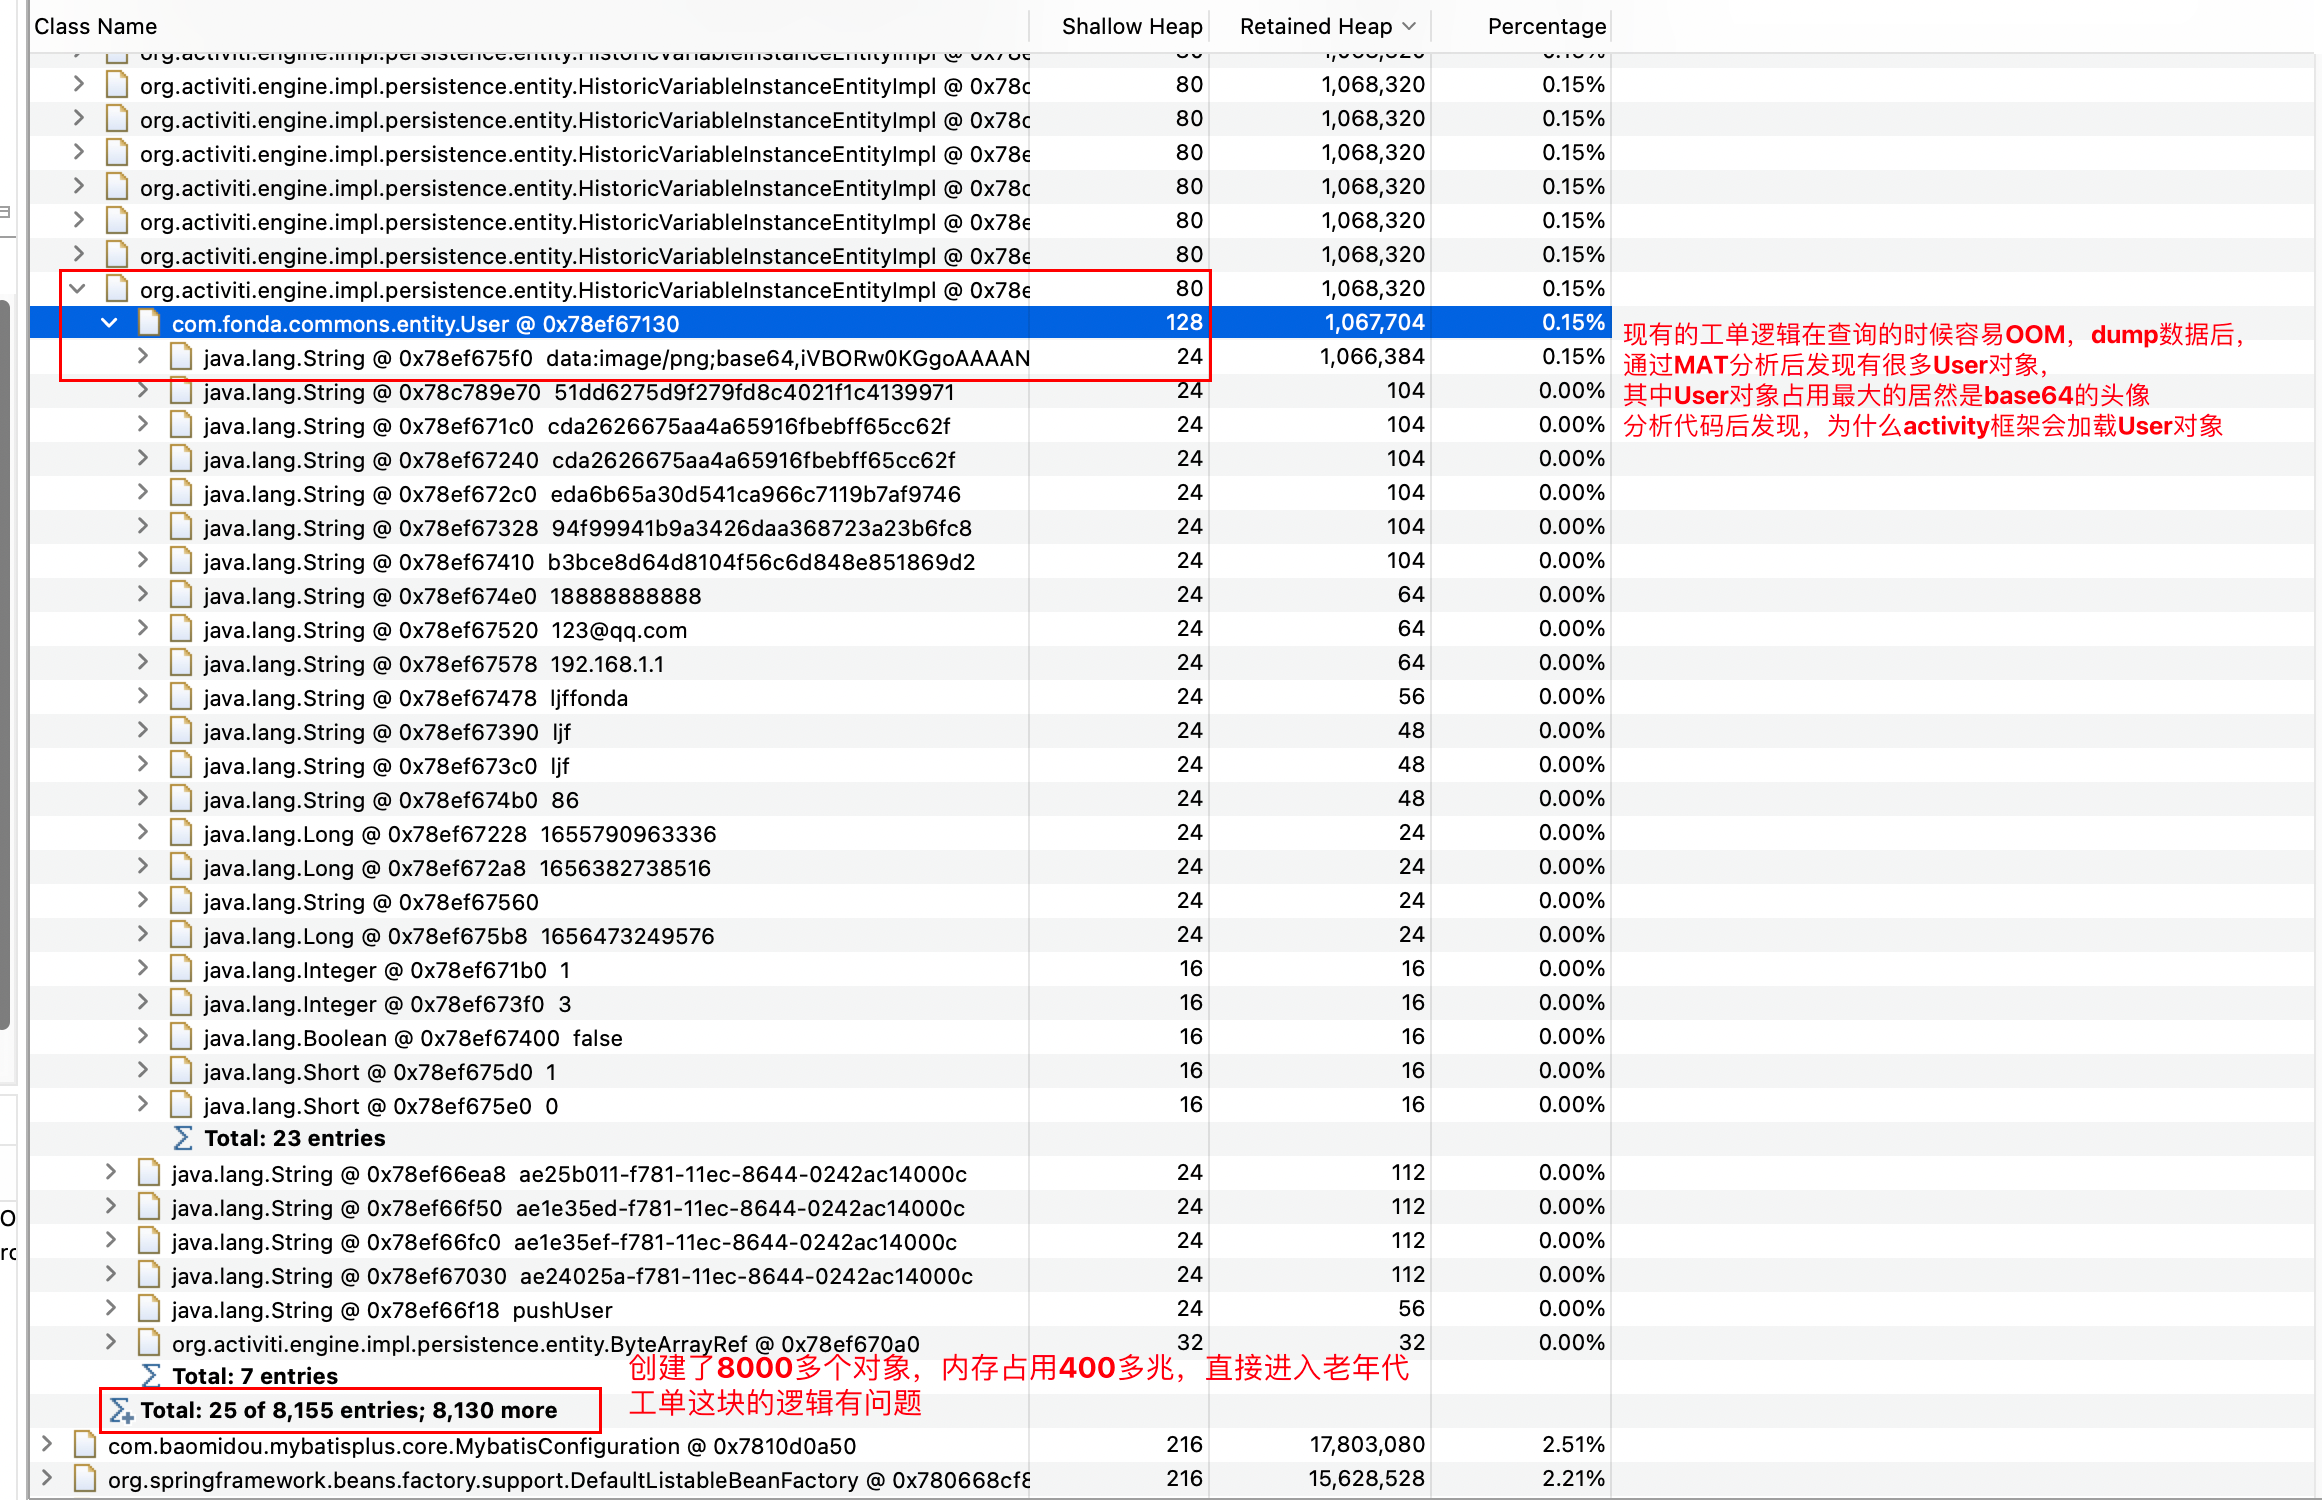 Class Name Shallow Heap Retained Heap Percentage
org.activiti.engine.impl.persistence.entity.HistoricVariableInstanceEntityImpl @ 0x78c 80 1,068,320 0.15%
org.activiti.engine.impl.persistence.entity.HistoricVariableInstanceEntityImpl @ 0x78c 80 1,068,320 0.15%
org.activiti.engine.impl.persistence.entity.HistoricVariableInstanceEntityImpl @ 0x78e 80 1,068,320 0.15%
org.activiti.engine.impl.persistence.entity.HistoricVariableInstanceEntityImpl @ 0x78c 80 1,068,320 0.15%
org.activiti.engine.impl.persistence.entity.HistoricVariableInstanceEntityImpl @ 0x78e 80 1,068,320 0.15%
org.activiti.engine.impl.persistence.entity.HistoricVariableInstanceEntityImpl @ 0x78e 80 1,068,320 0.15%
org.activiti.engine.impl.persistence.entity.HistoricVariableInstanceEntityImpl @ 0x78e 80 1,068,320 0.15%
com.fonda.commons.entity.User @ 0x78ef67130 128 1,067,704 0.15%
现有的工单逻辑在查询的时候容易OOM，dump数据后，
java.lang.String @ 0x78ef675f0 data:image/png;base64,iVBORw0KGgoAAAAN 24 1,066,384 0.15%
通过MAT分析后发现有很多User对象，
java.lang.String @ 0x78c789e70 51dd6275d9f279fd8c4021f1c4139971 24 104 0.00%
其中User对象占用最大的居然是base64的头像
java.lang.String @ 0x78ef671c0 cda2626675aa4a65916fbebff65cc62f 24 104 0.00%
分析代码后发现，为什么activity框架会加载User对象
java.lang.String @ 0x78ef67240 cda2626675aa4a65916fbebff65cc62f 24 104 0.00%
java.lang.String @ 0x78ef672c0 eda6b65a30d541ca966c7119b7af9746 24 104 0.00%
java.lang.String @ 0x78ef67328 94f99941b9a3426daa368723a23b6fc8 24 104 0.00%
java.lang.String @ 0x78ef67410 b3bce8d64d8104f56c6d848e851869d2 24 104 0.00%
java.lang.String @ 0x78ef674e0 18888888888 24 64 0.00%
java.lang.String @ 0x78ef67520 123@qq.com 24 64 0.00%
java.lang.String @ 0x78ef67578 192.168.1.1 24 64 0.00%
java.lang.String @ 0x78ef67478 ljffonda 24 56 0.00%
java.lang.String @ 0x78ef67390 ljf 24 48 0.00%
java.lang.String @ 0x78ef673c0 ljf 24 48 0.00%
java.lang.String @ 0x78ef674b0 86 24 48 0.00%
java.lang.Long @ 0x78ef67228 1655790963336 24 24 0.00%
java.lang.Long @ 0x78ef672a8 1656382738516 24 24 0.00%
java.lang.String @ 0x78ef67560 24 24 0.00%
java.lang.Long @ 0x78ef675b8 1656473249576 24 24 0.00%
java.lang.Integer @ 0x78ef671b0 1 16 16 0.00%
java.lang.Integer @ 0x78ef673f0 3 16 16 0.00%
java.lang.Boolean @ 0x78ef67400 false 16 16 0.00%
java.lang.Short @ 0x78ef675d0 1 16 16 0.00%
java.lang.Short @ 0x78ef675e0 0 16 16 0.00%
Total: 23 entries
java.lang.String @ 0x78ef66ea8 ae25b011-f781-11ec-8644-0242ac14000c 24 112 0.00%
java.lang.String @ 0x78ef66f50 ae1e35ed-f781-11ec-8644-0242ac14000c 24 112 0.00%
java.lang.String @ 0x78ef66fc0 ae1e35ef-f781-11ec-8644-0242ac14000c 24 112 0.00%
java.lang.String @ 0x78ef67030 ae24025a-f781-11ec-8644-0242ac14000c 24 112 0.00%
java.lang.String @ 0x78ef66f18 pushUser 24 56 0.00%
org.activiti.engine.impl.persistence.entity.ByteArrayRef @ 0x78ef670a0 32 32 0.00%
创建了8000多个对象，内存占用400多兆，直接进入老年代
Total: 7 entries
工单这块的逻辑有问题
Total: 25 of 8,155 entries; 8,130 more
com.baomidou.mybatisplus.core.MybatisConfiguration @ 0x7810d0a50 216 17,803,080 2.51%
org.springframework.beans.factory.support.DefaultListableBeanFactory @ 0x780668cf8 216 15,628,528 2.21%